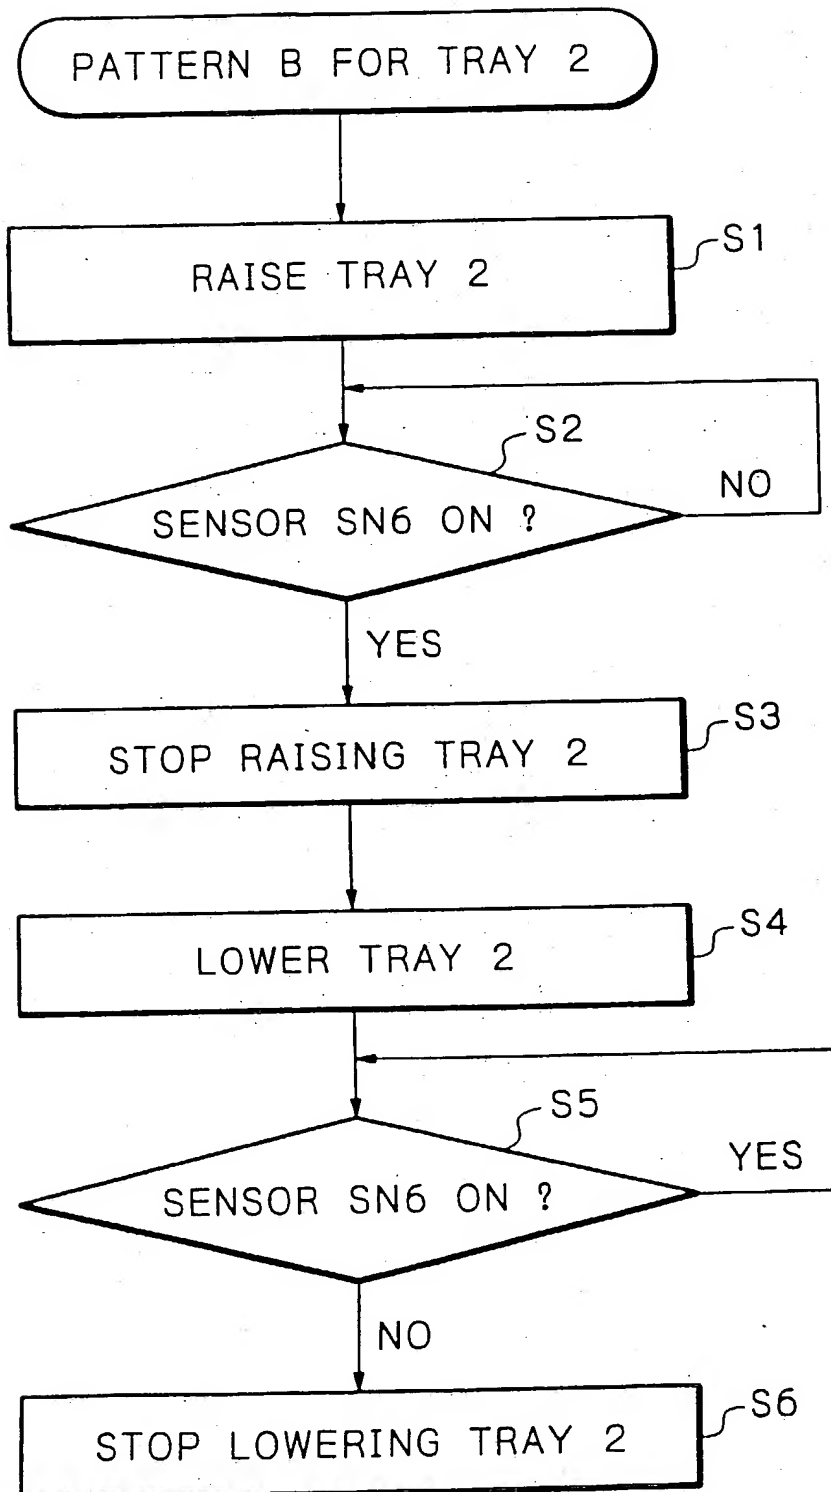 PATTERN B FOR TRAY 2
S1
RAISE TRAY 2
S2
NO
SENSOR SN6 ON ?
YES
S3
STOP RAISING TRAY 2
S4
LOWER TRAY 2
S5
YES
SENSOR SN6 ON ?
NO
S6
STOP LOWERING TRAY 2